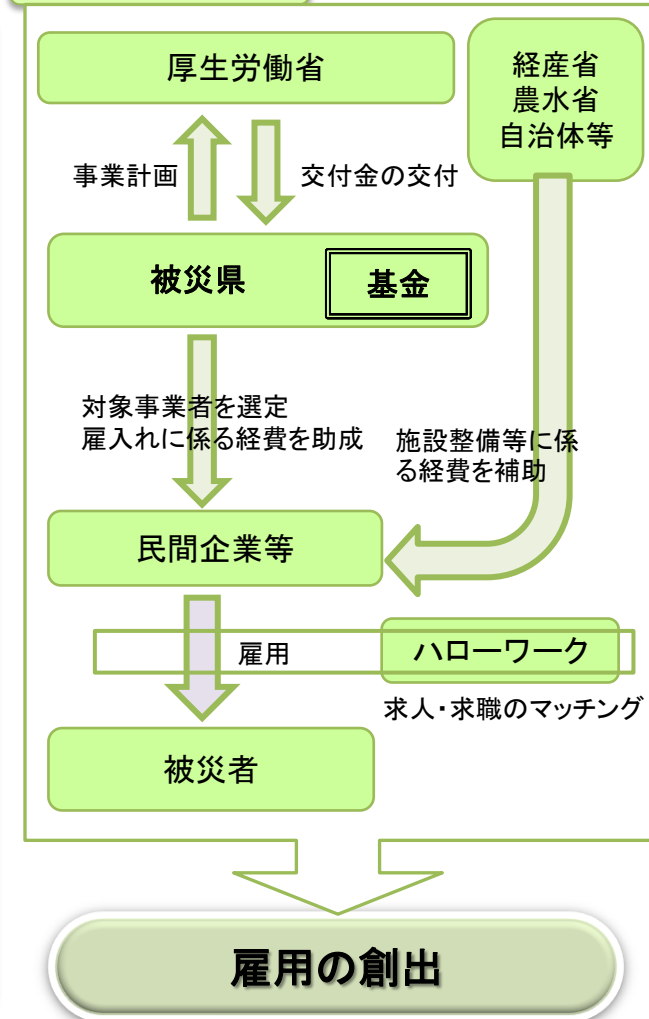 厚生労働省
経産省
農水省
自治体等
事業計画
交付金の交付
被災県
基金
対象事業者を選定
雇入れに係る経費を助成
施設整備等に係
る経費を補助
民間企業等
雇用
ハローワーク
求人・求職のマッチング
被災者
雇用の創出